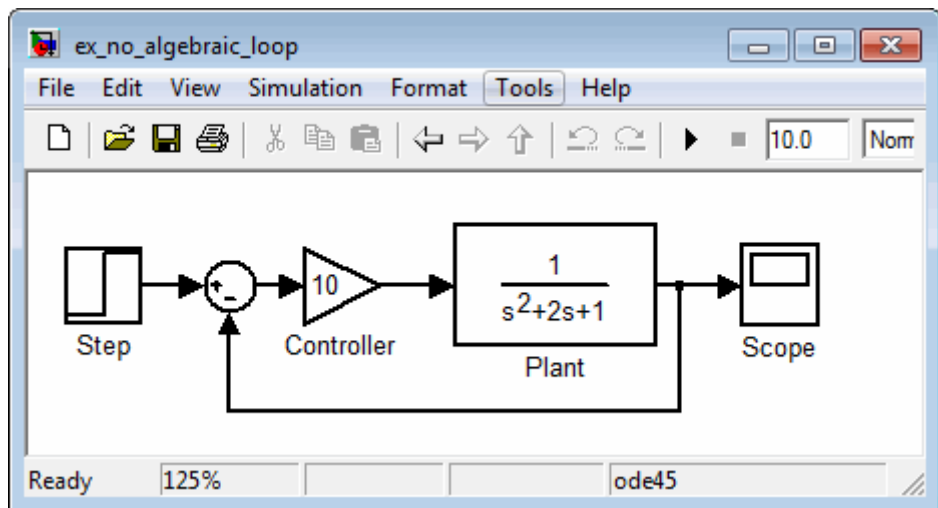 ex_no_algebraic_loop
File Edit View Simulation Format Tools Help
10.0 Norm
+
-
10
1
s2+2s+1
Step
Controller
Plant
Scope
Ready 125% ode45